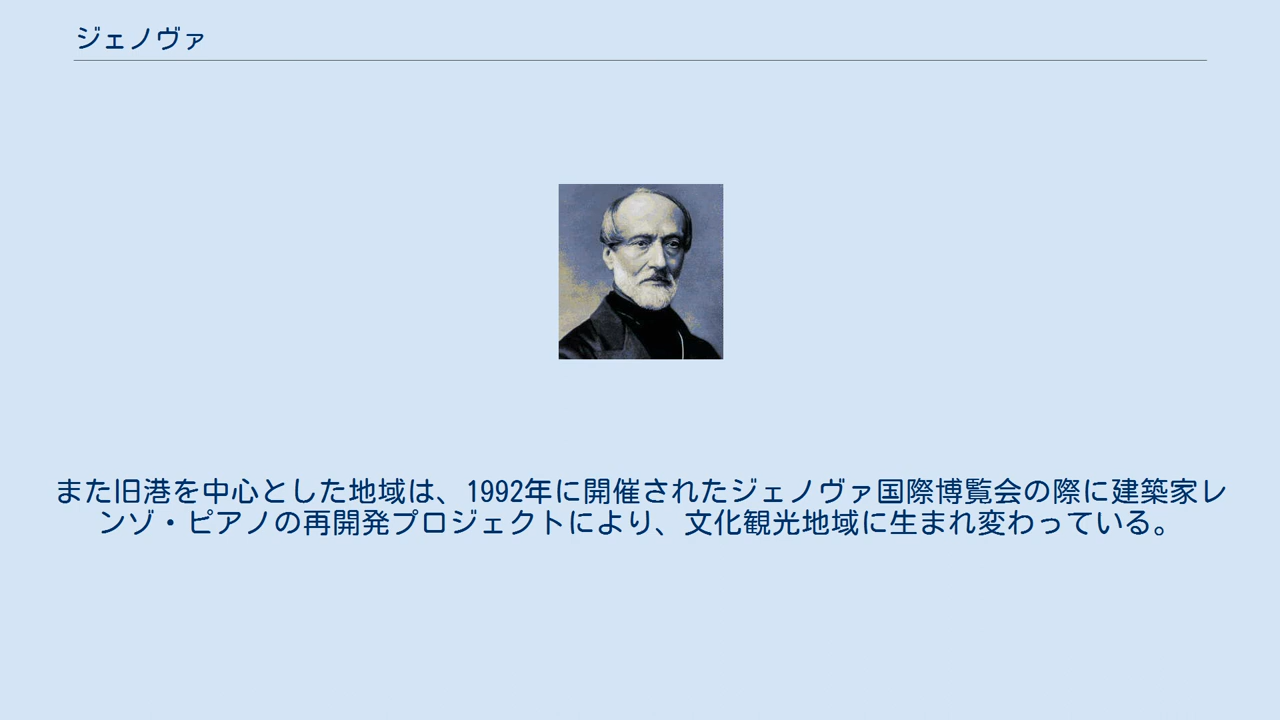 ジェノヴァ
また旧港を中心とした地域は、1992年に開催されたジェノヴァ国際博覧会の際に建築家レ
ンゾ・ピアノの再開発プロジェクトにより、文化観光地域に生まれ変わっている。